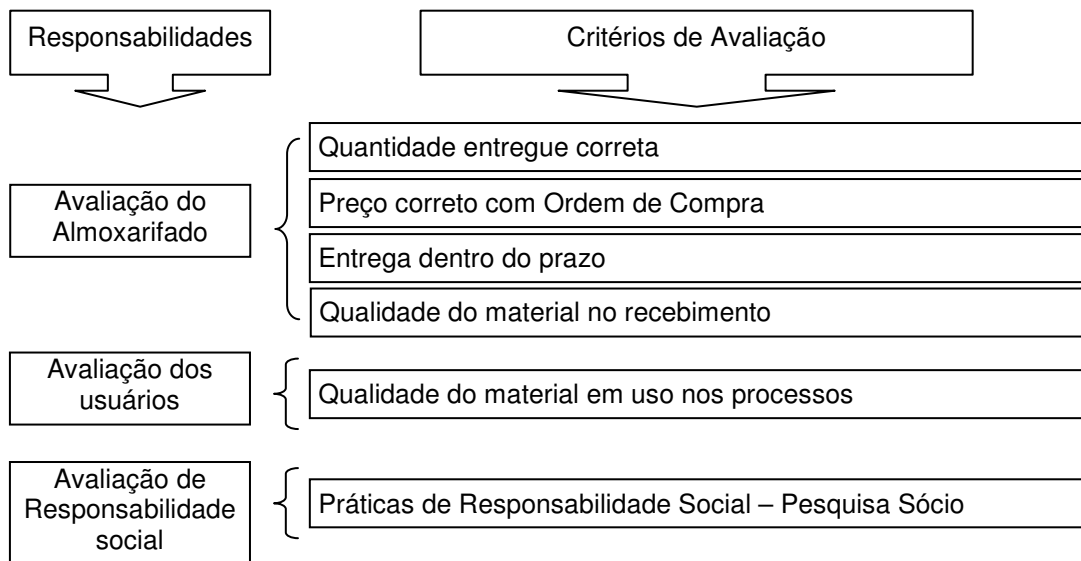 Responsabilidades
Critérios de Avaliação
Avaliação do
Almoxarifado
Quantidade entregue correta
Preço correto com Ordem de Compra
Entrega dentro do prazo
Qualidade do material no recebimento
Avaliação dos
usuários
Qualidade do material em uso nos processos
Avaliação de
Responsabilidade
social
Práticas de Responsabilidade Social – Pesquisa Sócio